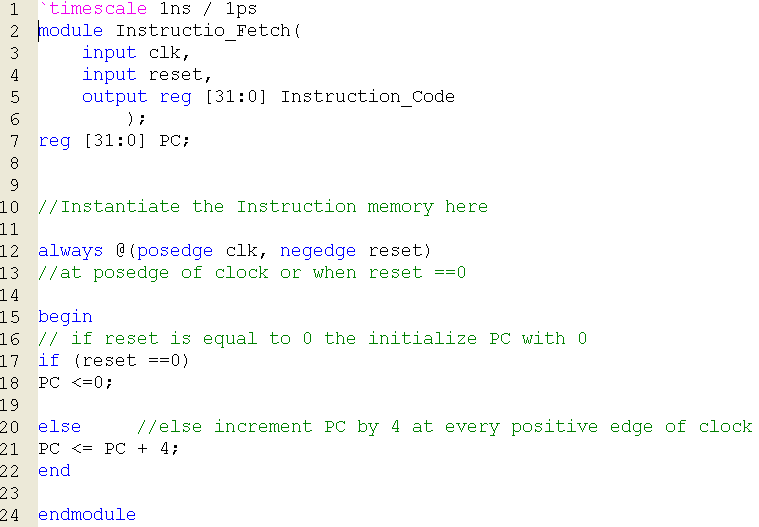 1 `timescale 1ns / 1ps
2 module Instructio_Fetch(
3     input clk,
4     input reset,
5     output reg [31:0] Instruction_Code
6         );
7 reg [31:0] PC;
8
9
10 //Instantiate the Instruction memory here
11
12 always @(posedge clk, negedge reset)
13 //at posedge of clock or when reset ==0
14
15 begin
16 // if reset is equal to 0 the initialize PC with 0
17 if (reset ==0)
18 PC <=0;
19
20 else     //else increment PC by 4 at every positive edge of clock
21 PC <= PC + 4;
22 end
23
24 endmodule